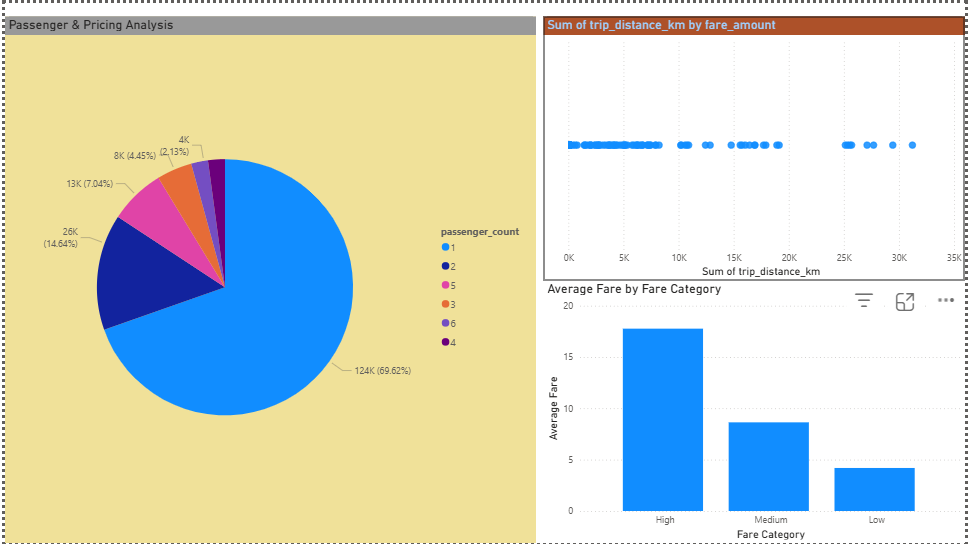 Passenger & Pricing Analysis
4K
(2.13%)
8K (4.45%)
13K (7.04%)
26K
(14.64%)
124K (69.62%)
passenger_count
1
2
5
3
6
4
Sum of trip_distance_km by fare_amount
0K 5K 10K 15K 20K 25K 30K 35K
Sum of trip_distance_km
Average Fare by Fare Category
20
15
10
5
0
Average Fare
High Medium Low
Fare Category